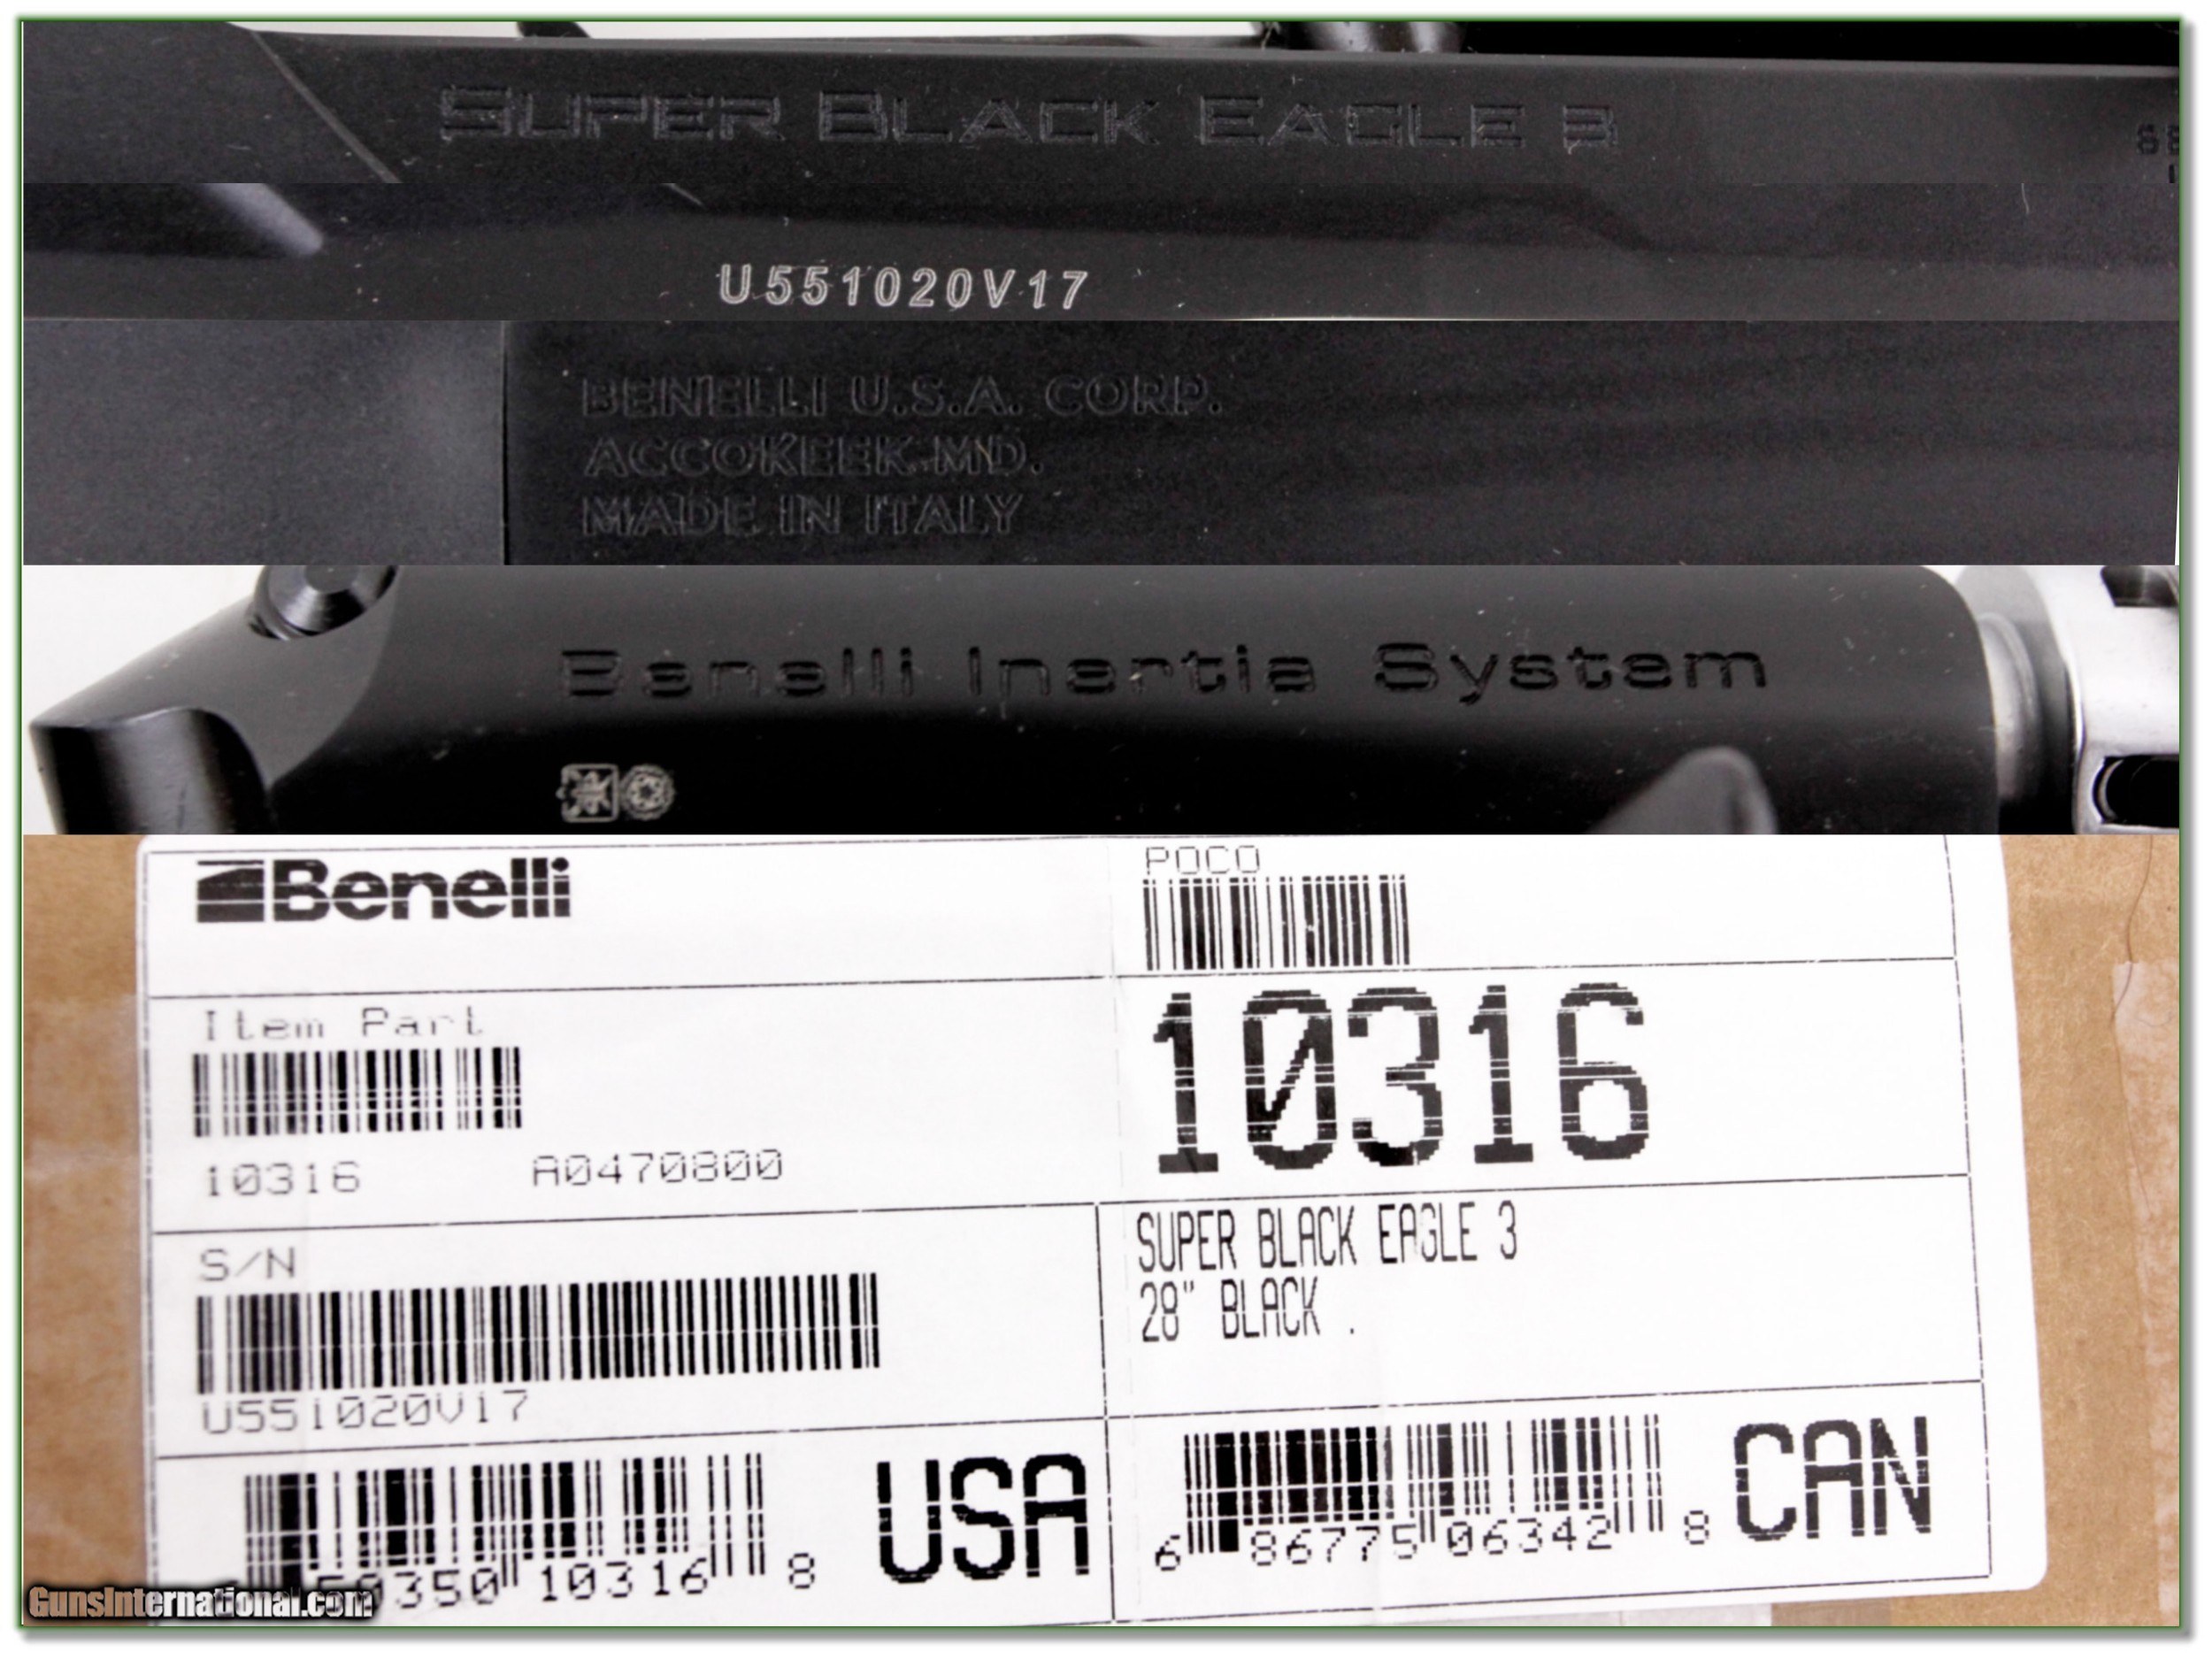 SUPER BLACK EAGLE 3
U551020V17
BENELLI U.S.A. CORP.
ACCOKEEK-MD.
MADE IN ITALY
Benelli Inertia System
Benelli
POCO
Item Part
10316
10316 A0470800
S/N
SUPER BLACK EAGLE 3
28" BLACK .
U551020V17
50350 10316 8
USA
6 86775 06342 8
CAN
GunsInternational.com